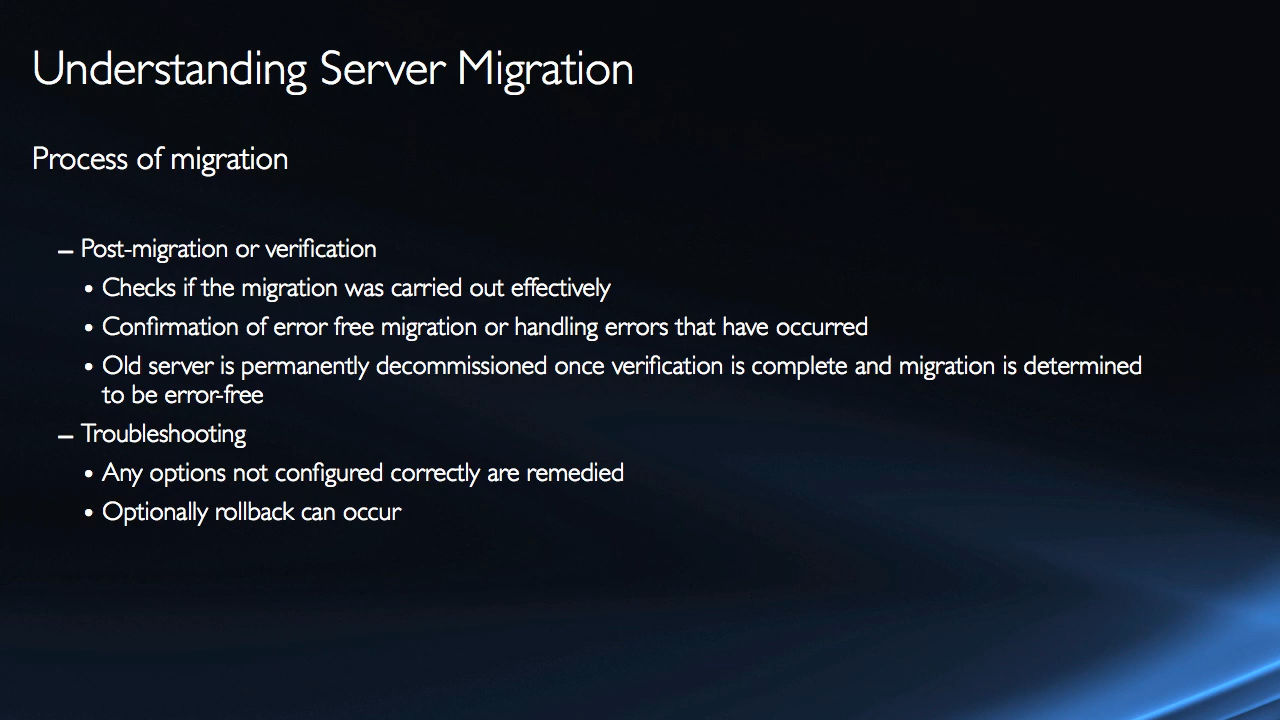 Understanding Server Migration
Process of migration
– Post-migration or verification
• Checks if the migration was carried out effectively
• Confirmation of error free migration or handling errors that have occurred
• Old server is permanently decommissioned once verification is complete and migration is determined
to be error-free
– Troubleshooting
• Any options not configured correctly are remedied
• Optionally rollback can occur